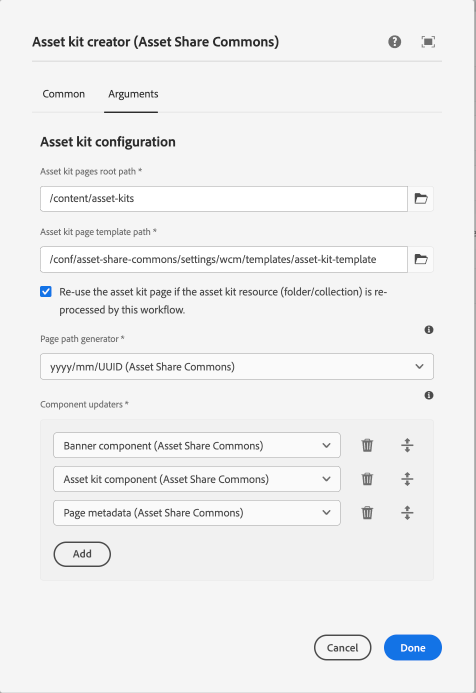 Asset kit creator (Asset Share Commons)
Common
Arguments
Asset kit configuration
Asset kit pages root path *
/content/asset-kits
Asset kit page template path *
/conf/asset-share-commons/settings/wcm/templates/asset-kit-template
Re-use the asset kit page if the asset kit resource (folder/collection) is re-
processed by this workflow.
Page path generator *
yyyy/mm/UUID (Asset Share Commons)
Component updaters *
Banner component (Asset Share Commons)
Asset kit component (Asset Share Commons)
Page metadata (Asset Share Commons)
Add
Cancel
Done